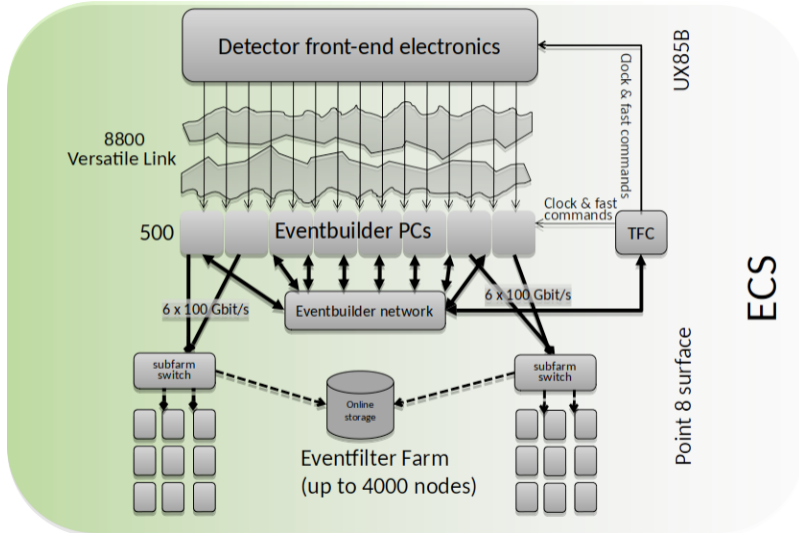 Detector front-end electronics
UX85B
Clock & fast commands
8800
Versatile Link
Clock & fast
commands
500
Eventbuilder PCs
TFC
ECS
6 x 100 Gbit/s
6 x 100 Gbit/s
Eventbuilder network
subfarm
switch
subfarm
switch
Point 8 surface
Online
storage
Eventfilter Farm
(up to 4000 nodes)